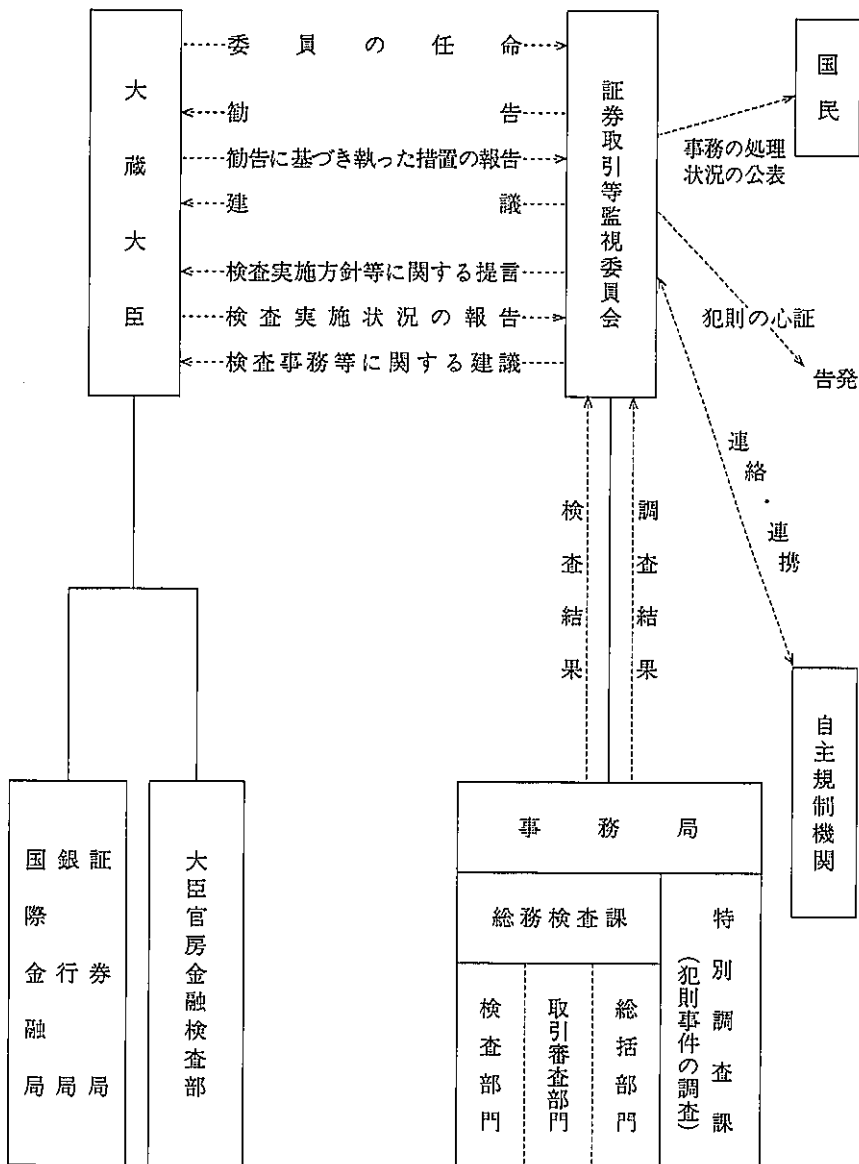 大蔵大臣
委員の任命
勧告
勧告に基づき執った措置の報告
建議
検査実施方針等に関する提言
検査実施状況の報告
検査事務等に関する建議
証券取引等監視委員会
国民
事務の処理
状況の公表
犯則の心証
告発
連絡・連携
自主規制機関
調査結果
検査結果
証券局
銀行局
国際金融局
大臣官房金融検査部
事務局
総務検査課
特別調査課
(犯則事件の調査)
総括部門
取引審査部門
検査部門